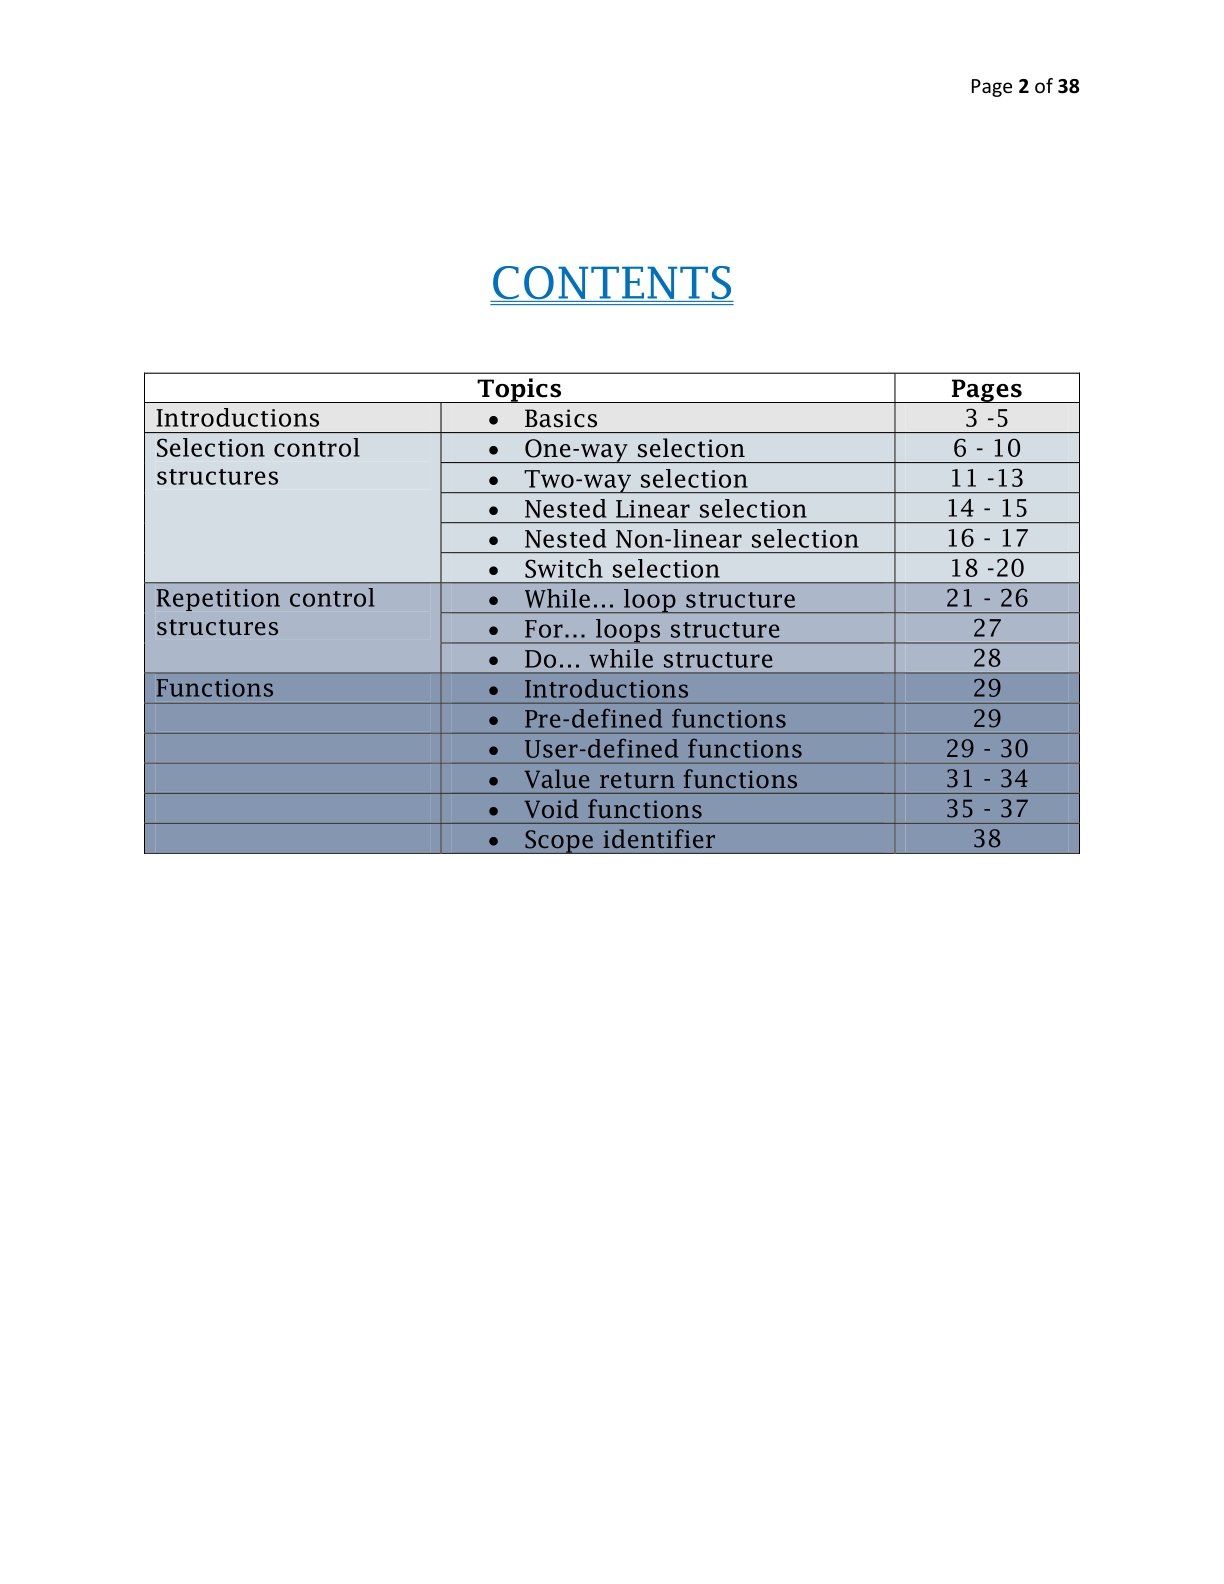 Page 2 of 38
CONTENTS
Topics Pages
Introductions • Basics 3 -5
Selection control • One-way selection 6 - 10
structures • Two-way selection 11 -13
• Nested Linear selection 14 - 15
• Nested Non-linear selection 16 - 17
• Switch selection 18 -20
Repetition control • While... loop structure 21 - 26
structures • For... loops structure 27
• Do... while structure 28
Functions • Introductions 29
• Pre-defined functions 29
• User-defined functions 29 - 30
• Value return functions 31 - 34
• Void functions 35 - 37
• Scope identifier 38